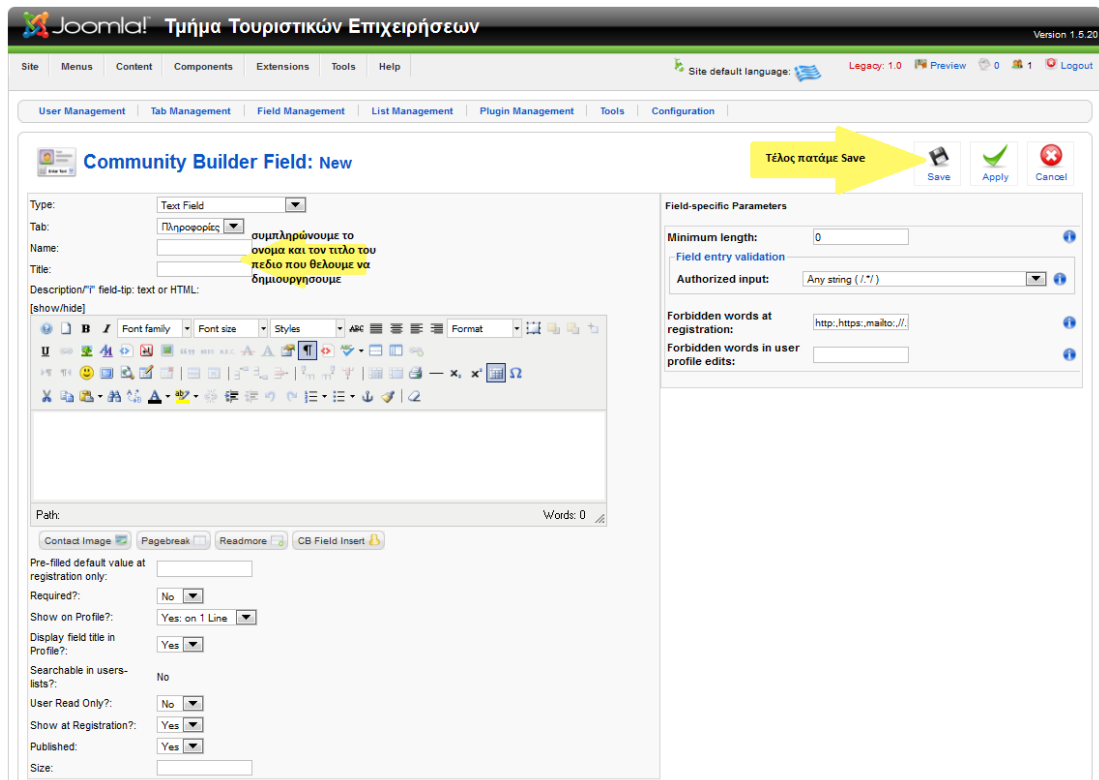 Joomla! Τμήμα Τουριστικών Επιχειρήσεων
Version 1.5.20
Site Menus Content Components Extensions Tools Help
Site default language:
Legacy: 1.0 Preview 0 1 Logout
User Management Tab Management Field Management List Management Plugin Management Tools Configuration
Community Builder Field: New
Τέλος πατάμε Save
Save Apply Cancel
Type: Text Field
Tab: Πληροφορίες
Name:
Title:
συμπληρώνουμε το
ονομα και τον τιτλο του
πεδιο που θελουμε να
δημιουργησουμε
Description/"i" field-tip: text or HTML:
[show/hide]
Font family Font size Styles ABC Format
Path: Words: 0
Contact Image Pagebreak Readmore CB Field Insert
Pre-filled default value at
registration only:
Required?: No
Show on Profile?: Yes: on 1 Line
Display field title in
Profile?: Yes
Searchable in users-
lists?: No
User Read Only?: No
Show at Registration?: Yes
Published: Yes
Size:
Field-specific Parameters
Minimum length: 0
Field entry validation
Authorized input: Any string ( /.*/ )
Forbidden words at
registration: http:,https:,mailto:,//.
Forbidden words in user
profile edits: